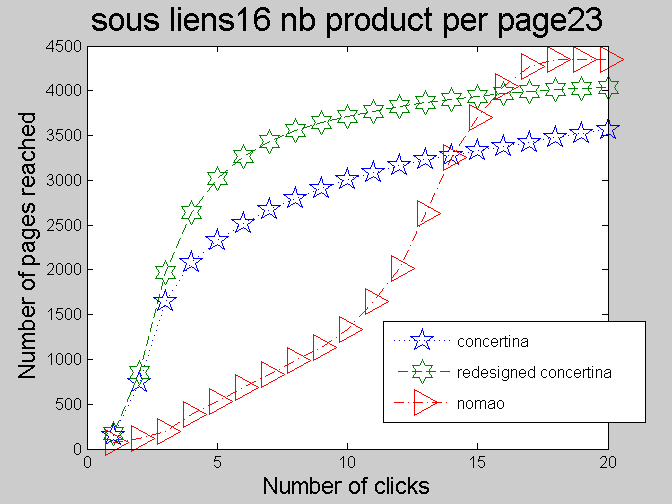 sous liens16 nb product per page23
Number of pages reached
4500
4000
3500
3000
2500
2000
1500
1000
500
0
0 5 10 15 20
Number of clicks
concertina
redesigned concertina
nomao